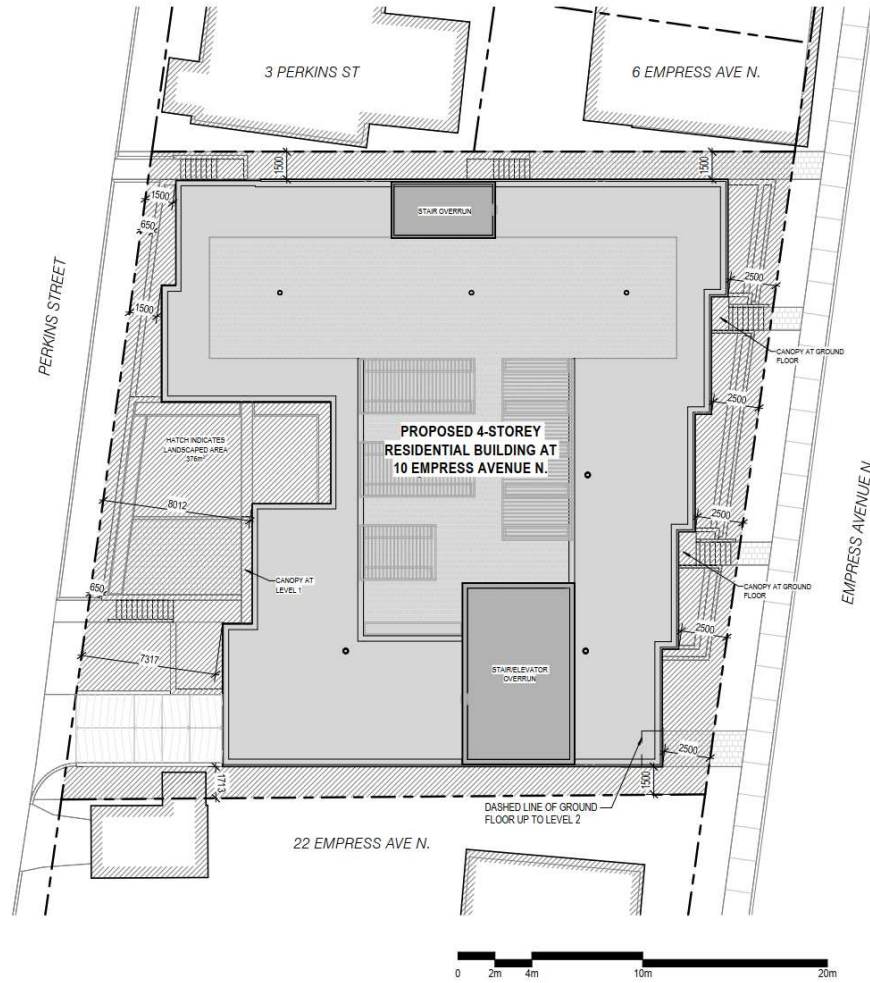 3 PERKINS ST
6 EMPRESS AVE N.
1500
1500
1500
STAIR OVERRUN
650
PERKINS STREET
2500
1500
CANOPY AT GROUND
FLOOR
2500
HATCH INDICATES
LANDSCAPED AREA
376m²
PROPOSED 4-STOREY
RESIDENTIAL BUILDING AT
10 EMPRESS AVENUE N.
8012
2500
EMPRESS AVENUE N.
650
CANOPY AT
LEVEL 1
CANOPY AT GROUND
FLOOR
2500
7317
STAIR/ELEVATOR
OVERRUN
2500
1713
1500
DASHED LINE OF GROUND
FLOOR UP TO LEVEL 2
22 EMPRESS AVE N.
0 2m 4m 10m 20m